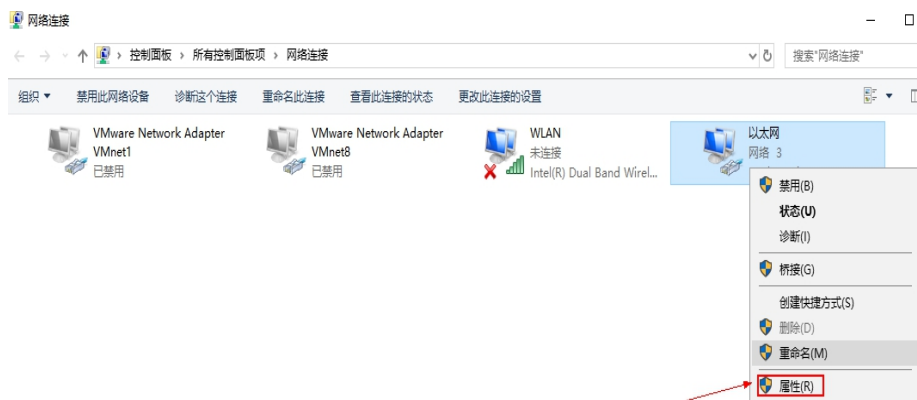 网络连接
控制面板 › 所有控制面板项 › 网络连接
搜索"网络连接"
组织 禁用此网络设备 诊断这个连接 重命名此连接 查看此连接的状态 更改此连接的设置
VMware Network Adapter
VMnet1
已禁用
VMware Network Adapter
VMnet8
已禁用
WLAN
未连接
Intel(R) Dual Band Wirel...
以太网
网络 3
禁用(B)
状态(U)
诊断(I)
桥接(G)
创建快捷方式(S)
删除(D)
重命名(M)
属性(R)